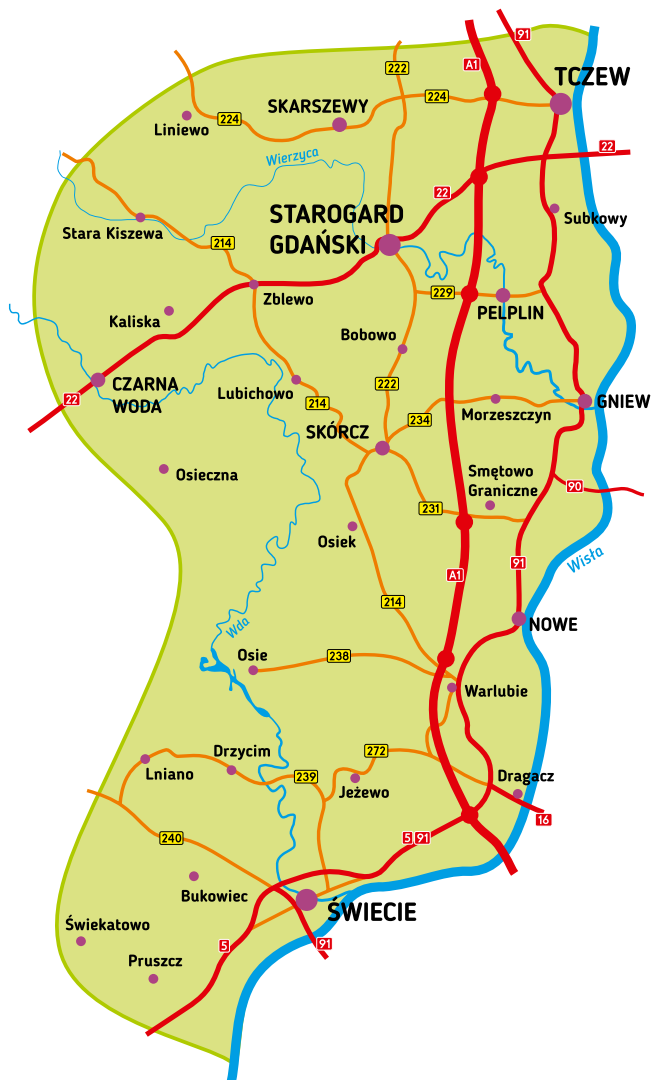 91
A1
222
TCZEW
224
SKARSZEWY
224
Liniewo
Wierzyca
22
22
STAROGARD
GDAŃSKI
Subkowy
Stara Kiszewa
214
229
Zblewo
PELPLIN
Kaliska
Bobowo
CZARNA
WODA
22
Lubichowo
222
214
GNIEW
234
Morzeszczyn
SKÓRCZ
Osieczna
Smętowo
Graniczne
90
231
Osiek
Wisła
91
A1
214
Wda
NOWE
Osie
238
Warlubie
Drzycim
272
Lniano
239
Jeżewo
Dragacz
16
240
5
91
Bukowiec
ŚWIECIE
Świekatowo
5
91
Pruszcz